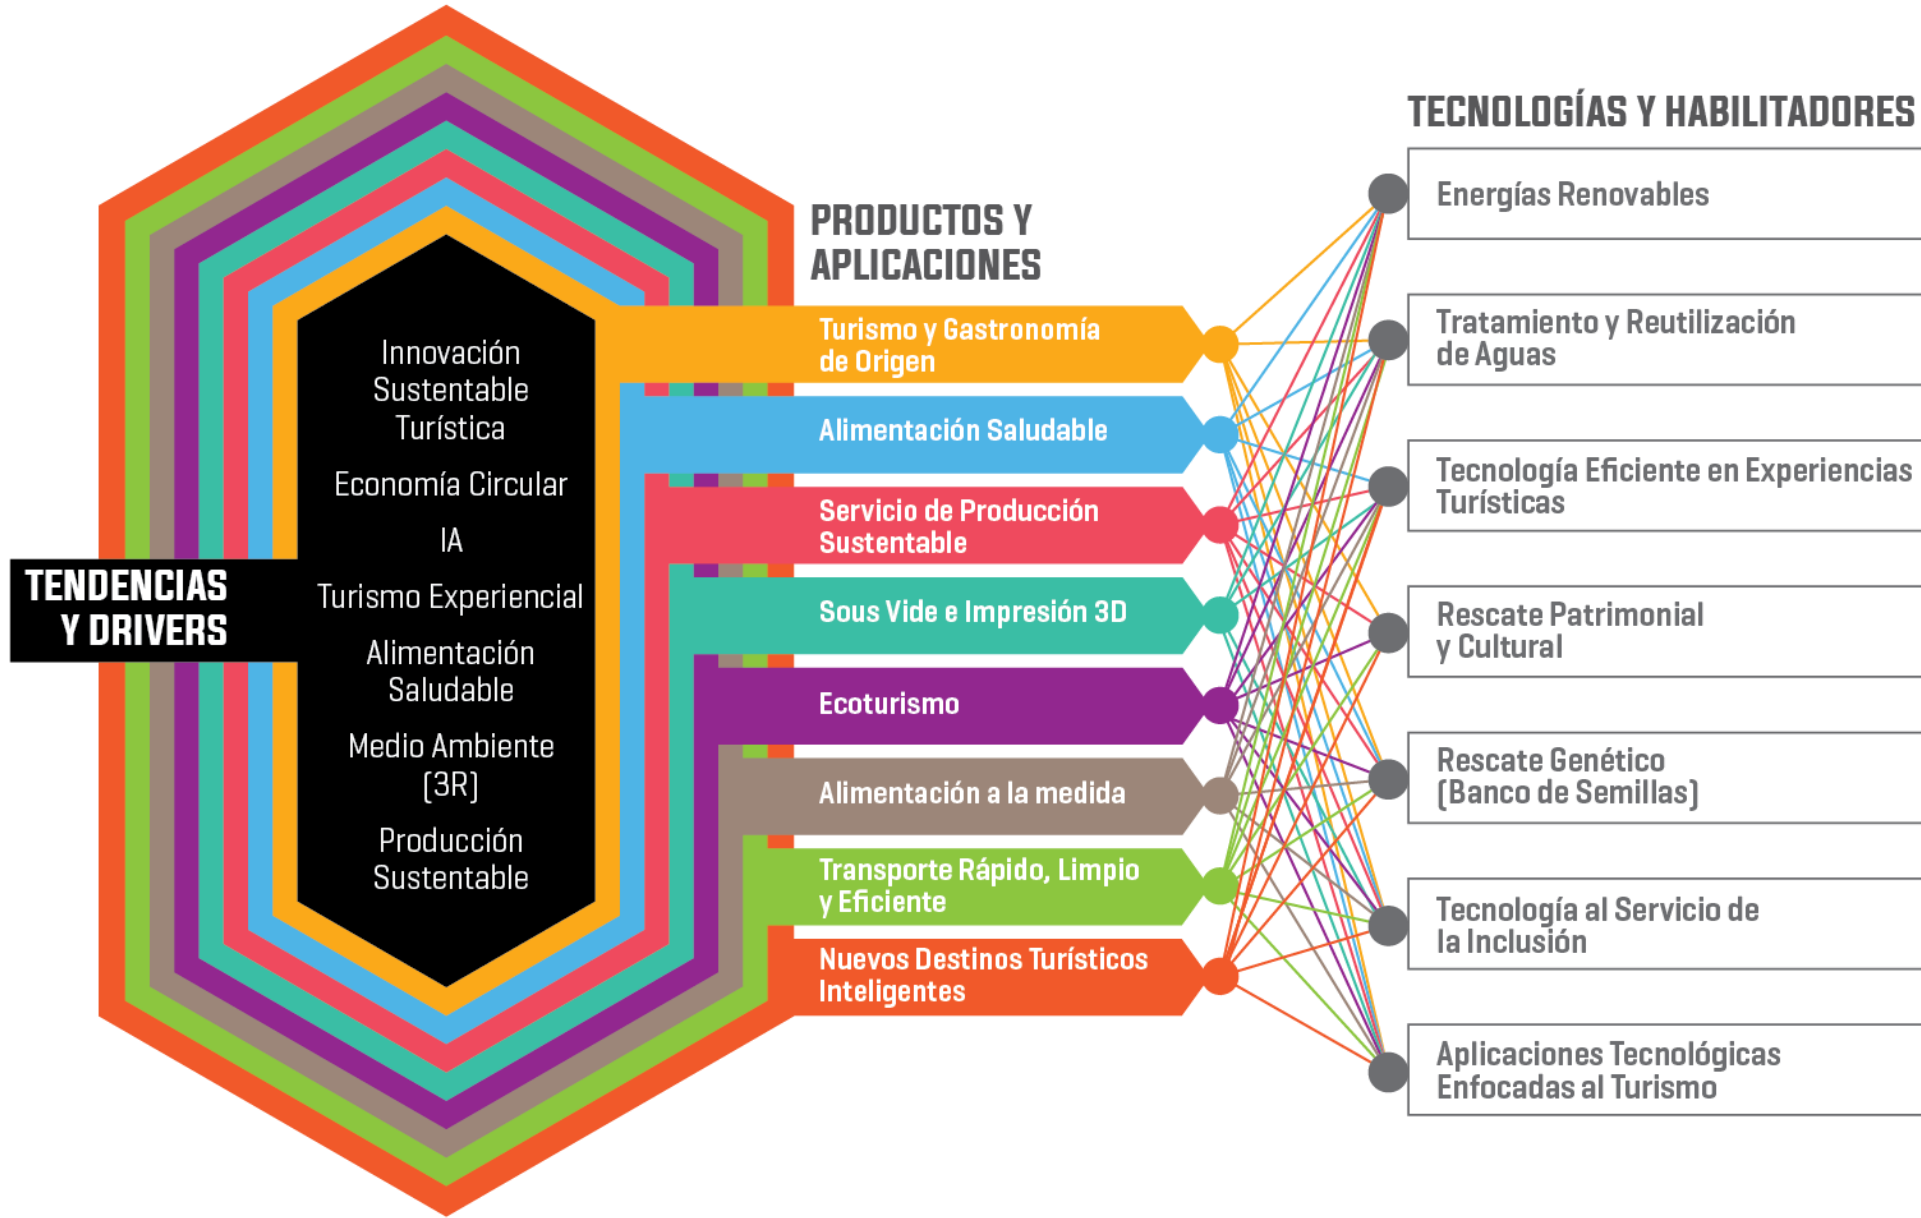 TENDENCIAS
Y DRIVERS
Innovación
Sustentable
Turística
Economía Circular
IA
Turismo Experiencial
Alimentación
Saludable
Medio Ambiente
(3R)
Producción
Sustentable
PRODUCTOS Y
APLICACIONES
Turismo y Gastronomía
de Origen
Alimentación Saludable
Servicio de Producción
Sustentable
Sous Vide e Impresión 3D
Ecoturismo
Alimentación a la medida
Transporte Rápido, Limpio
y Eficiente
Nuevos Destinos Turísticos
Inteligentes
TECNOLOGÍAS Y HABILITADORES
Energías Renovables
Tratamiento y Reutilización
de Aguas
Tecnología Eficiente en Experiencias
Turísticas
Rescate Patrimonial
y Cultural
Rescate Genético
(Banco de Semillas)
Tecnología al Servicio de
la Inclusión
Aplicaciones Tecnológicas
Enfocadas al Turismo